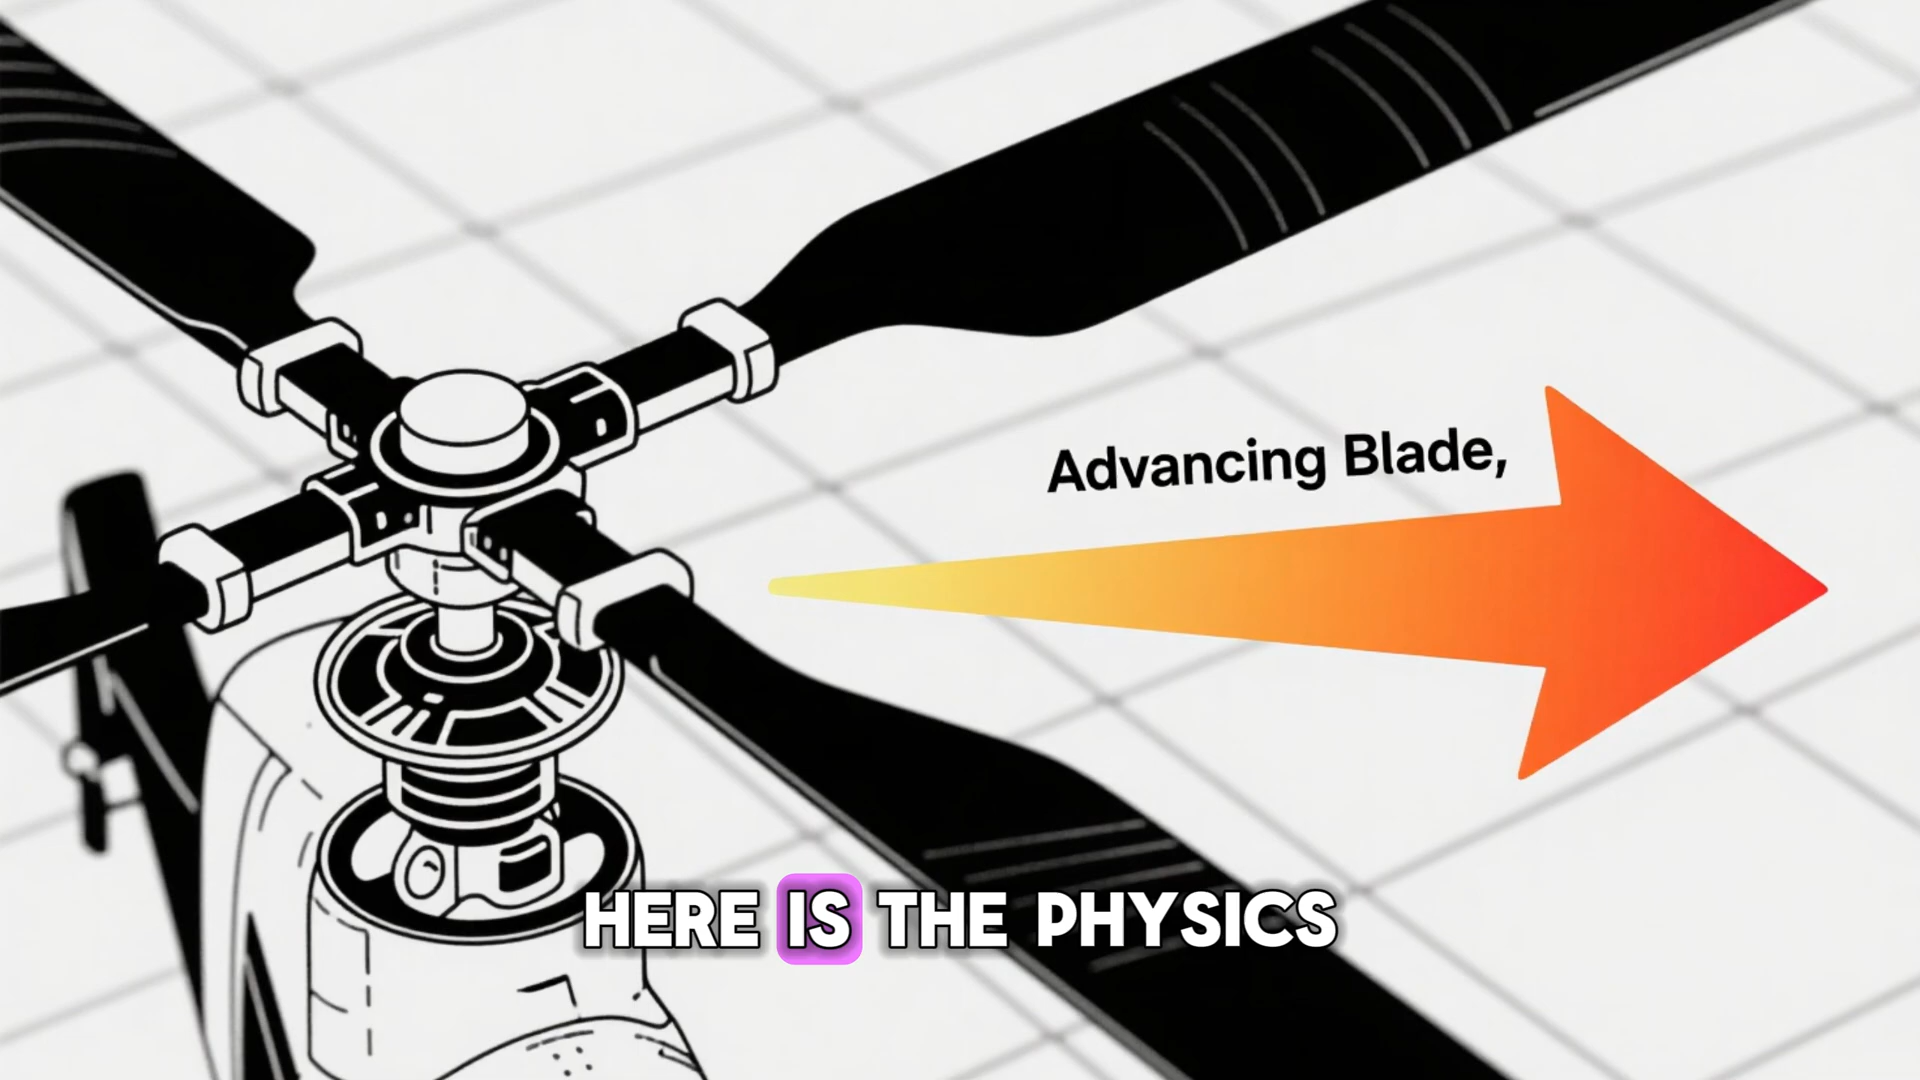 Advancing Blade,
HERE IS THE PHYSICS